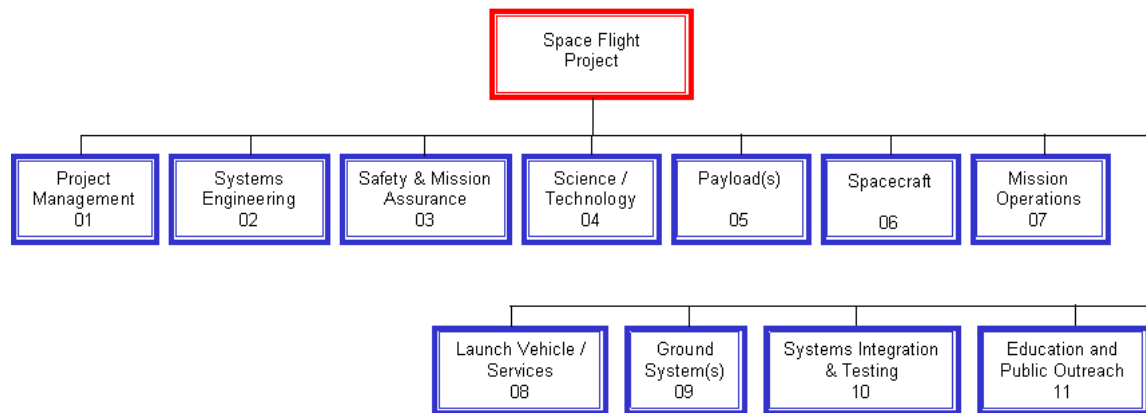 Space Flight
Project
Project
Management
01
Systems
Engineering
02
Safety & Mission
Assurance
03
Science /
Technology
04
Payload(s)
05
Spacecraft
06
Mission
Operations
07
Launch Vehicle /
Services
08
Ground
System(s)
09
Systems Integration
& Testing
10
Education and
Public Outreach
11